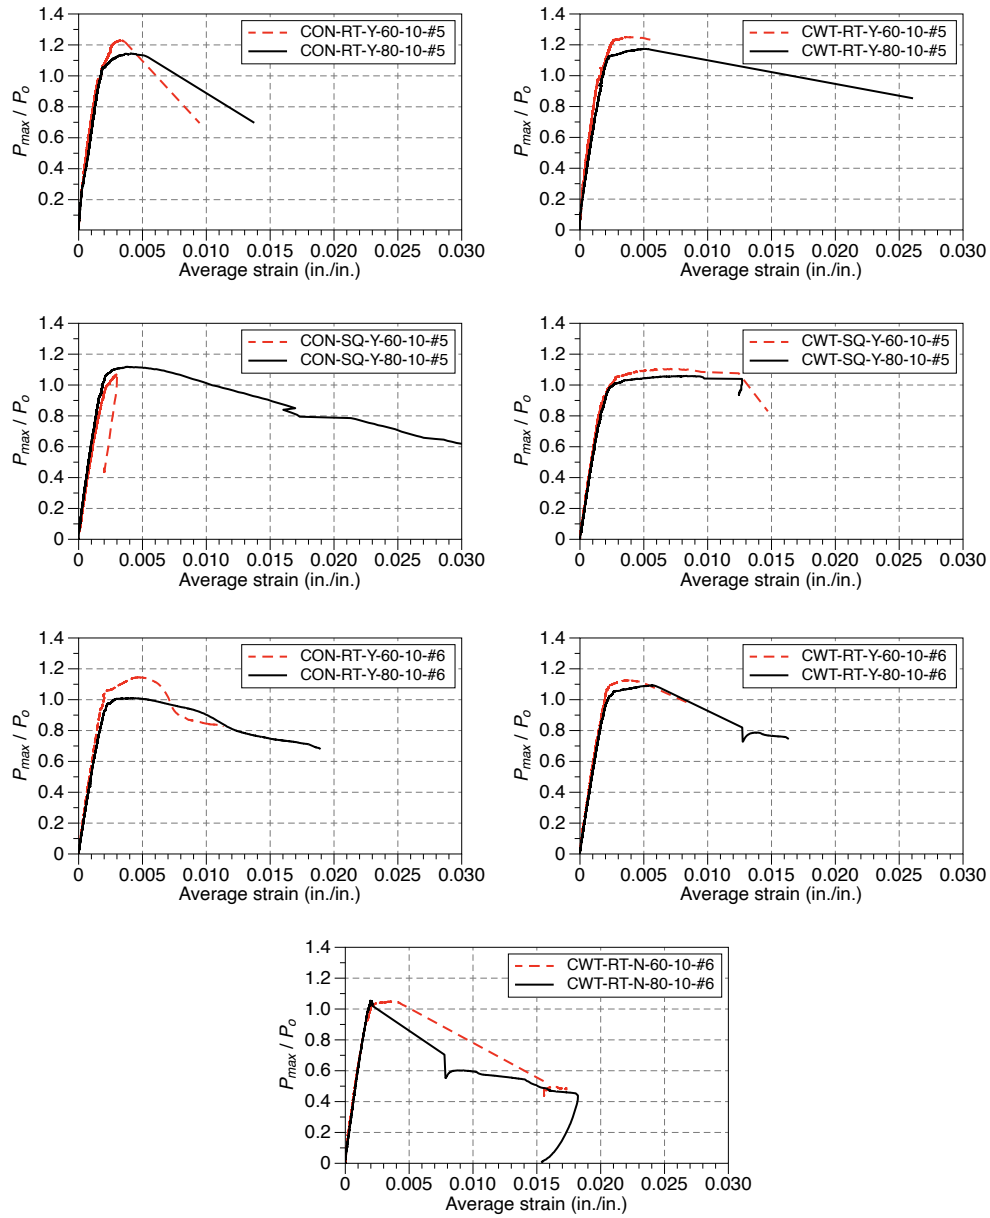 1.4
1.2
1.0
0.8
0.6
0.4
0.2
P_max / P_o
CON-RT-Y-60-10-#5
CON-RT-Y-80-10-#5
0 0.005 0.010 0.015 0.020 0.025 0.030
Average strain (in./in.)
1.4
1.2
1.0
0.8
0.6
0.4
0.2
P_max / P_o
CWT-RT-Y-60-10-#5
CWT-RT-Y-80-10-#5
0 0.005 0.010 0.015 0.020 0.025 0.030
Average strain (in./in.)
1.4
1.2
1.0
0.8
0.6
0.4
0.2
0
P_max / P_o
CON-SQ-Y-60-10-#5
CON-SQ-Y-80-10-#5
0 0.005 0.010 0.015 0.020 0.025 0.030
Average strain (in./in.)
1.4
1.2
1.0
0.8
0.6
0.4
0.2
0
P_max / P_o
CWT-SQ-Y-60-10-#5
CWT-SQ-Y-80-10-#5
0 0.005 0.010 0.015 0.020 0.025 0.030
Average strain (in./in.)
1.4
1.2
1.0
0.8
0.6
0.4
0.2
0
P_max / P_o
CON-RT-Y-60-10-#6
CON-RT-Y-80-10-#6
0 0.005 0.010 0.015 0.020 0.025 0.030
Average strain (in./in.)
1.4
1.2
1.0
0.8
0.6
0.4
0.2
0
P_max / P_o
CWT-RT-Y-60-10-#6
CWT-RT-Y-80-10-#6
0 0.005 0.010 0.015 0.020 0.025 0.030
Average strain (in./in.)
1.4
1.2
1.0
0.8
0.6
0.4
0.2
0
P_max / P_o
CWT-RT-N-60-10-#6
CWT-RT-N-80-10-#6
0 0.005 0.010 0.015 0.020 0.025 0.030
Average strain (in./in.)